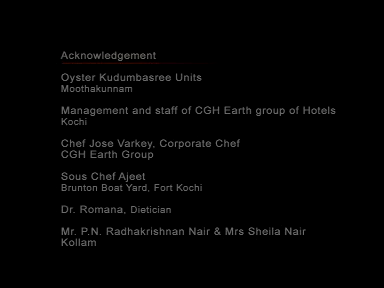 Acknowledgement
Oyster Kudumbasree Units
Moothakunnam
Management and staff of CGH Earth group of Hotels
Kochi
Chef Jose Varkey, Corporate Chef
CGH Earth Group
Sous Chef Ajeet
Brunton Boat Yard, Fort Kochi
Dr. Romana, Dietician
Mr. P.N. Radhakrishnan Nair & Mrs Sheila Nair
Kollam